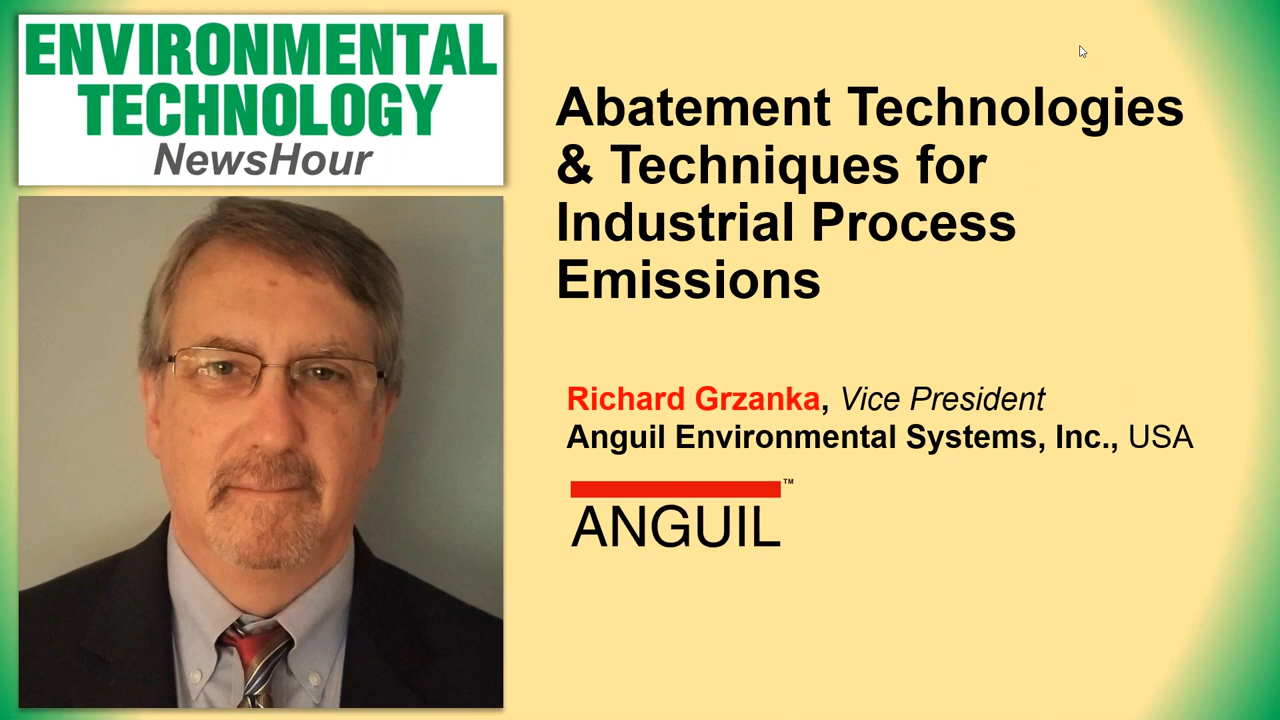 ENVIRONMENTAL
TECHNOLOGY
NewsHour
Abatement Technologies
& Techniques for
Industrial Process
Emissions
Richard Grzanka, Vice President
Anguil Environmental Systems, Inc., USA
ANGUIL™